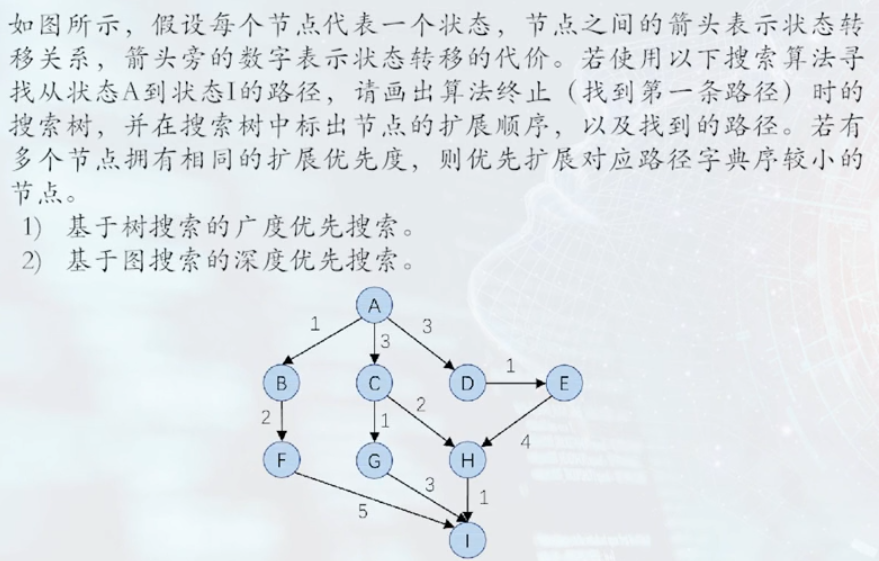 如图所示，假设每个节点代表一个状态，节点之间的箭头表示状态转
移关系，箭头旁的数字表示状态转移的代价。若使用以下搜索算法寻
找从状态A到状态I的路径，请画出算法终止（找到第一条路径）时的
搜索树，并在搜索树中标出节点的扩展顺序，以及找到的路径。若有
多个节点拥有相同的扩展优先度，则优先扩展对应路径字典序较小的
节点。
1) 基于树搜索的广度优先搜索。
2) 基于图搜索的深度优先搜索。
A
1 3 3
B C D 1 E
2 1 2 4
F G H
5 3 1
I